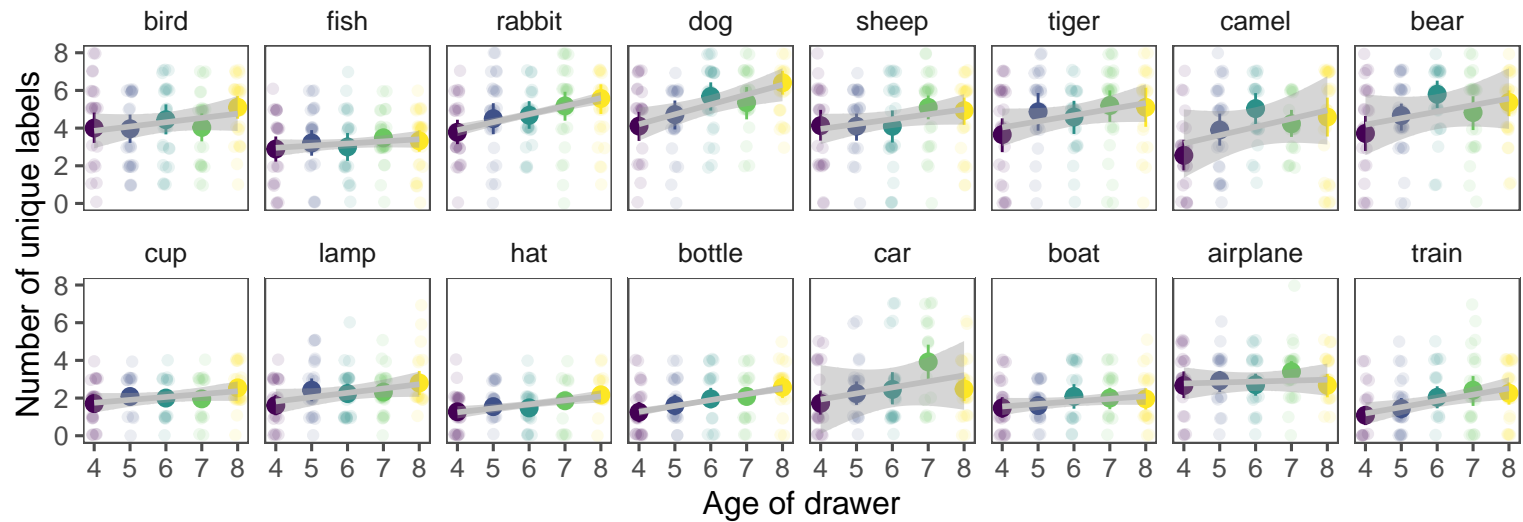 bird fish rabbit dog sheep tiger camel bear
Number of unique labels
8
6
4
2
0
cup lamp hat bottle car boat airplane train
8
6
4
2
0
4 5 6 7 8 4 5 6 7 8 4 5 6 7 8 4 5 6 7 8 4 5 6 7 8 4 5 6 7 8 4 5 6 7 8 4 5 6 7 8
Age of drawer